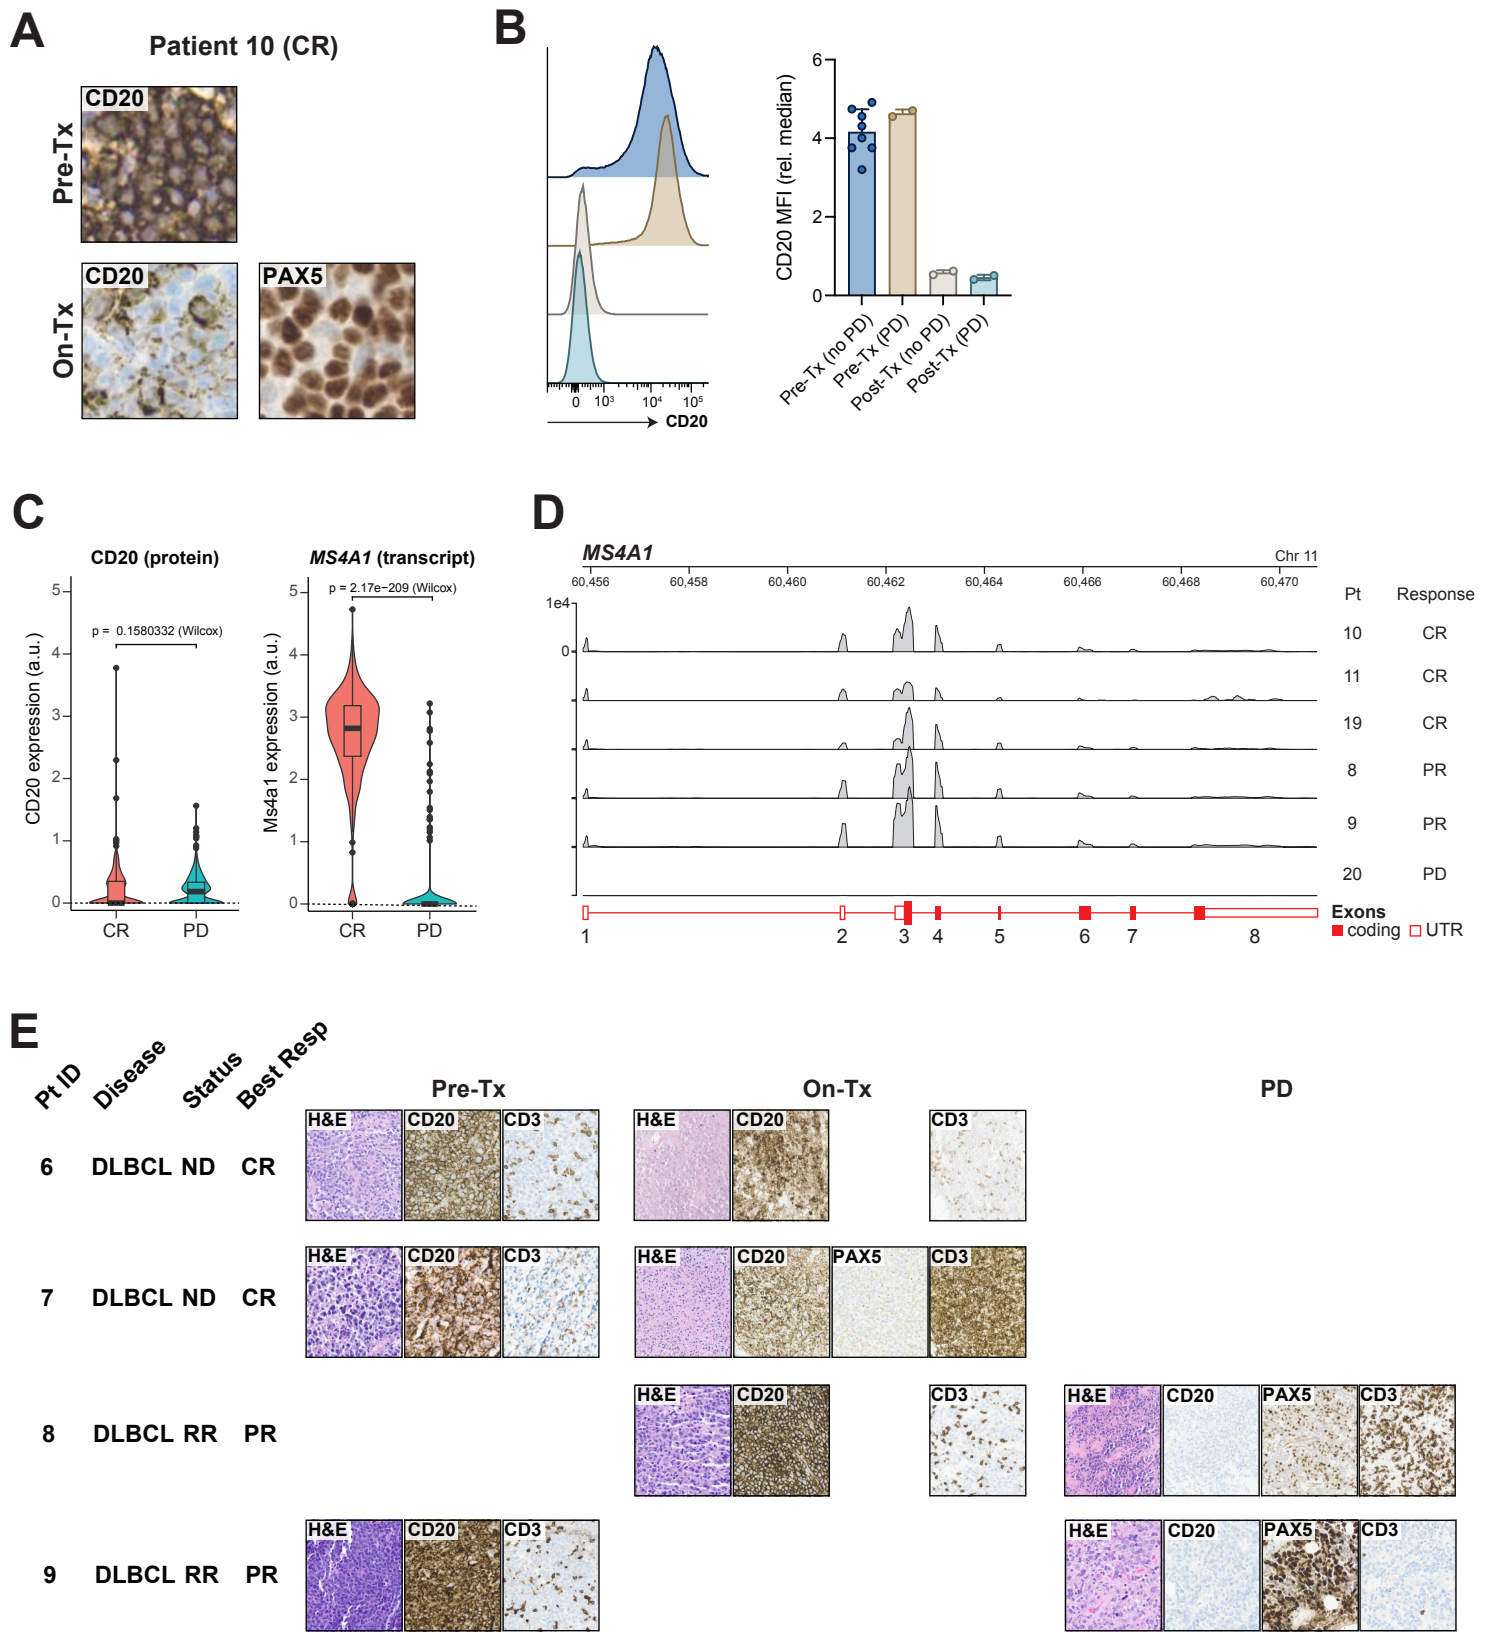 A
Patient 10 (CR)
Pre-Tx
CD20
On-Tx
CD20
PAX5
B
0
10³
10⁴
10⁵
CD20
CD20 MFI (rel. median)
6
4
2
0
Pre-Tx (no PD)
Pre-Tx (PD)
Post-Tx (no PD)
Post-Tx (PD)
C
CD20 (protein)
p = 0.1580332 (Wilcox)
CD20 expression (a.u.)
5
4
3
2
1
0
CR
PD
MS4A1 (transcript)
p = 2.17e−209 (Wilcox)
Ms4a1 expression (a.u.)
5
4
3
2
1
0
CR
PD
D
MS4A1
Chr 11
60,456 60,458 60,460 60,462 60,464 60,466 60,468 60,470
Pt Response
1e4
0
10 CR
11 CR
19 CR
8 PR
9 PR
20 PD
1 2 3 4 5 6 7 8
Exons
coding UTR
E
Pt ID
Disease
Status
Best Resp
Pre-Tx On-Tx PD
H&E CD20 CD3 H&E CD20 CD3
6 DLBCL ND CR
H&E CD20 CD3 H&E CD20 PAX5 CD3
7 DLBCL ND CR
H&E CD20 CD3 H&E CD20 PAX5 CD3
8 DLBCL RR PR
H&E CD20 CD3 H&E CD20 PAX5 CD3
9 DLBCL RR PR